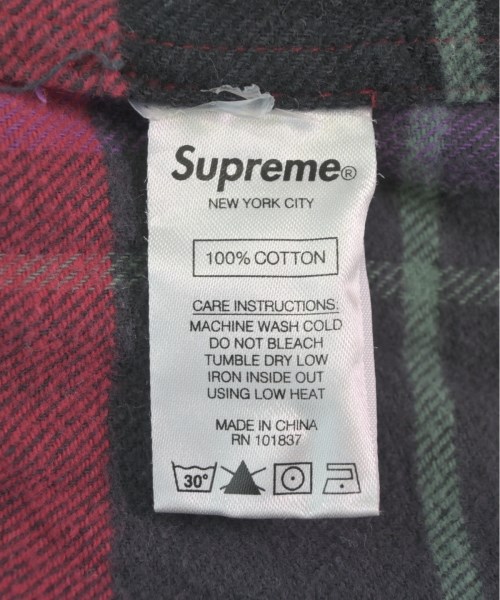 Supreme®
NEW YORK CITY
100% COTTON
CARE INSTRUCTIONS:
MACHINE WASH COLD
DO NOT BLEACH
TUMBLE DRY LOW
IRON INSIDE OUT
USING LOW HEAT
MADE IN CHINA
RN 101837
30°